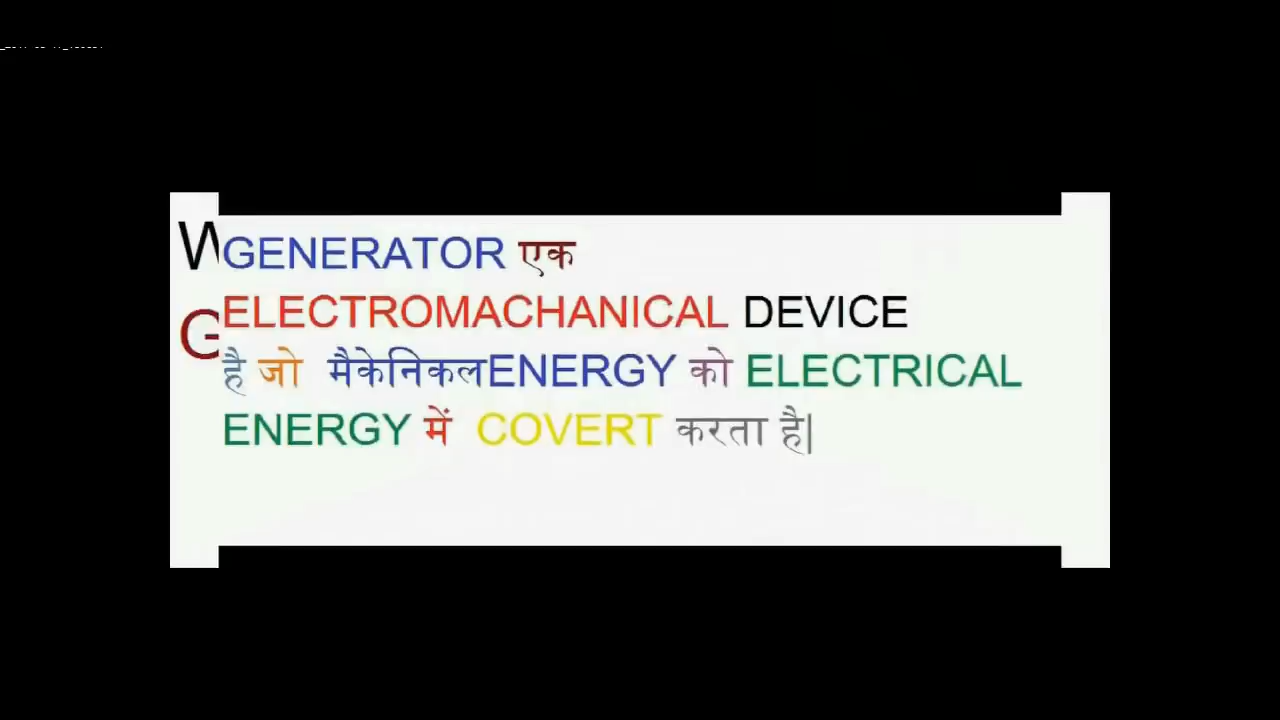 W
G
GENERATOR एक
ELECTROMACHANICAL DEVICE
है जो मैकेनिकलENERGY को ELECTRICAL
ENERGY में COVERT करता है|